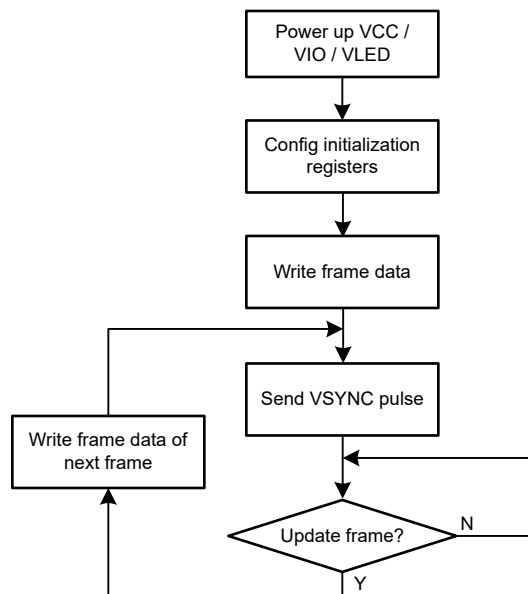 Power up VCC /
VIO / VLED
Config initialization
registers
Write frame data
Send VSYNC pulse
Write frame data of
next frame
Update frame?
N
Y